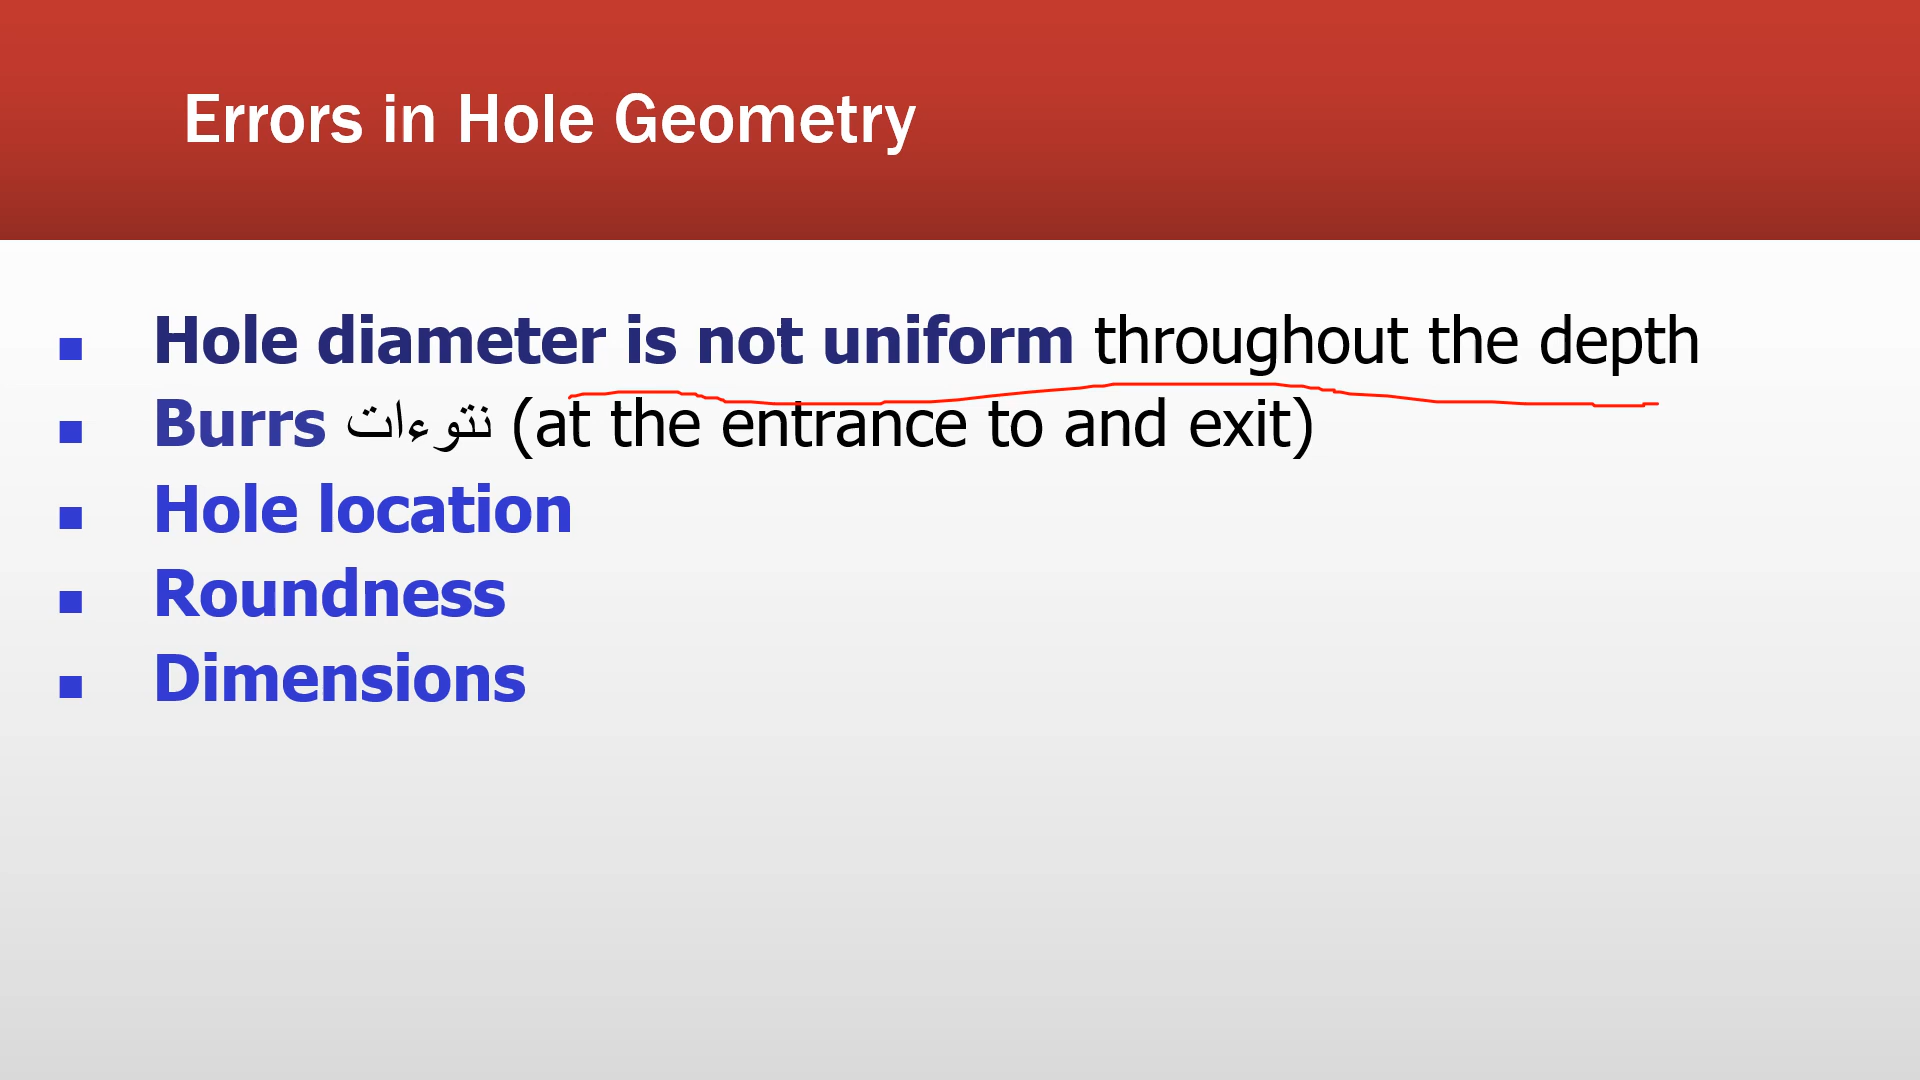 Errors in Hole Geometry
Hole diameter is not uniform throughout the depth
Burrs نتوءات (at the entrance to and exit)
Hole location
Roundness
Dimensions